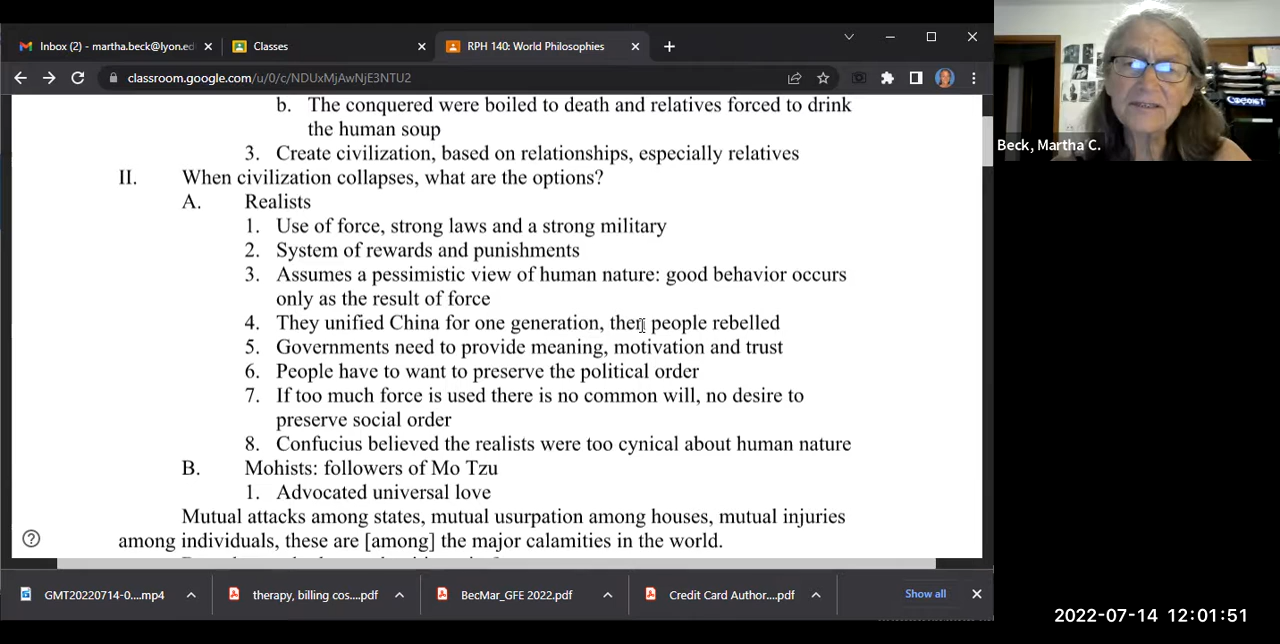 Inbox (2) - martha.beck@lyon.ed
Classes
RPH 140: World Philosophies
classroom.google.com/u/0/c/NDUxMjAwNjE3NTU2
b. The conquered were boiled to death and relatives forced to drink
the human soup
3. Create civilization, based on relationships, especially relatives
II. When civilization collapses, what are the options?
A. Realists
1. Use of force, strong laws and a strong military
2. System of rewards and punishments
3. Assumes a pessimistic view of human nature: good behavior occurs
only as the result of force
4. They unified China for one generation, then people rebelled
5. Governments need to provide meaning, motivation and trust
6. People have to want to preserve the political order
7. If too much force is used there is no common will, no desire to
preserve social order
8. Confucius believed the realists were too cynical about human nature
B. Mohists: followers of Mo Tzu
1. Advocated universal love
Mutual attacks among states, mutual usurpation among houses, mutual injuries
among individuals, these are [among] the major calamities in the world.
GMT20220714-0....mp4
therapy, billing cos....pdf
BecMar_GFE 2022.pdf
Credit Card Author....pdf
Show all
Beck, Martha C.
2022-07-14 12:01:51